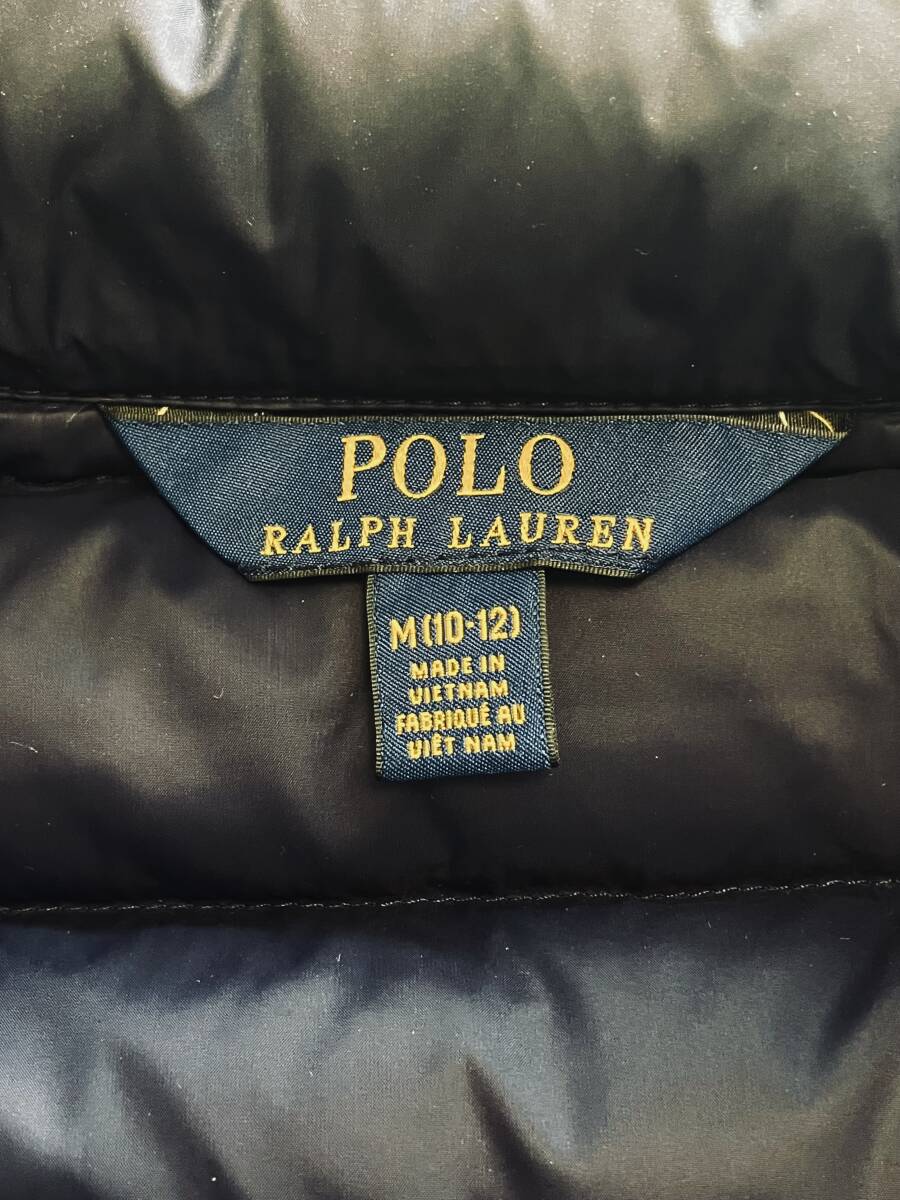 POLO
RALPH LAUREN
M(10-12)
MADE IN
VIETNAM
FABRIQUÉ AU
VIÊT NAM